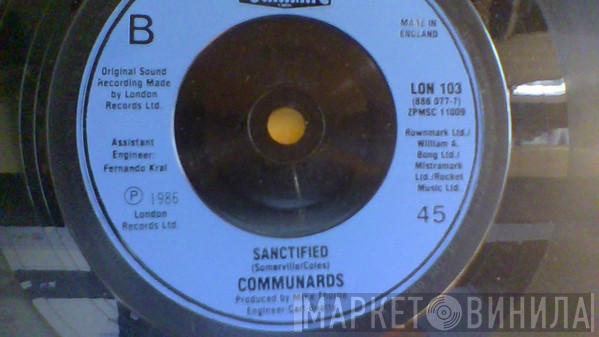 B
MADE IN
ENGLAND
Original Sound
Recording Made
by London
Records Ltd.
Assistant
Engineer:
Fernando Kral
P 1986
London
Records Ltd.
LON 103
(886 077-7)
ZPMSC 11009
Rownmark Ltd./
William A.
Bong Ltd./
Mistramark
Ltd./Rocket
Music Ltd.
45
SANCTIFIED
(Somerville/Coles)
COMMUNARDS
Produced by
Engineer
МАРКЕТ ВИНИЛА